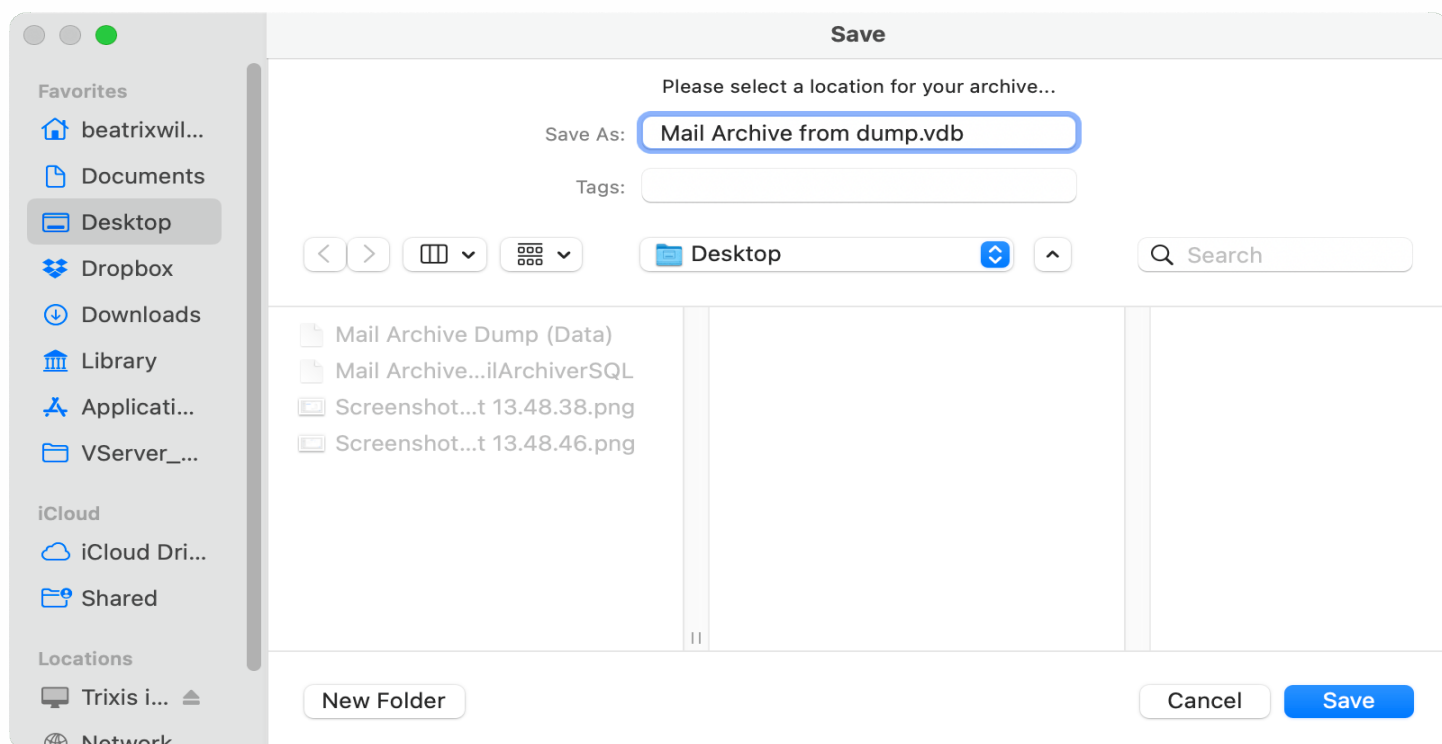 Save
Favorites
beatrixwil...
Documents
Desktop
Dropbox
Downloads
Library
Applicati...
VServer_...
iCloud
iCloud Dri...
Shared
Locations
Trixis i...
Network
Please select a location for your archive...
Save As: Mail Archive from dump.vdb
Tags:
Desktop
Search
Mail Archive Dump (Data)
Mail Archive...ilArchiverSQL
Screenshot...t 13.48.38.png
Screenshot...t 13.48.46.png
New Folder
Cancel
Save